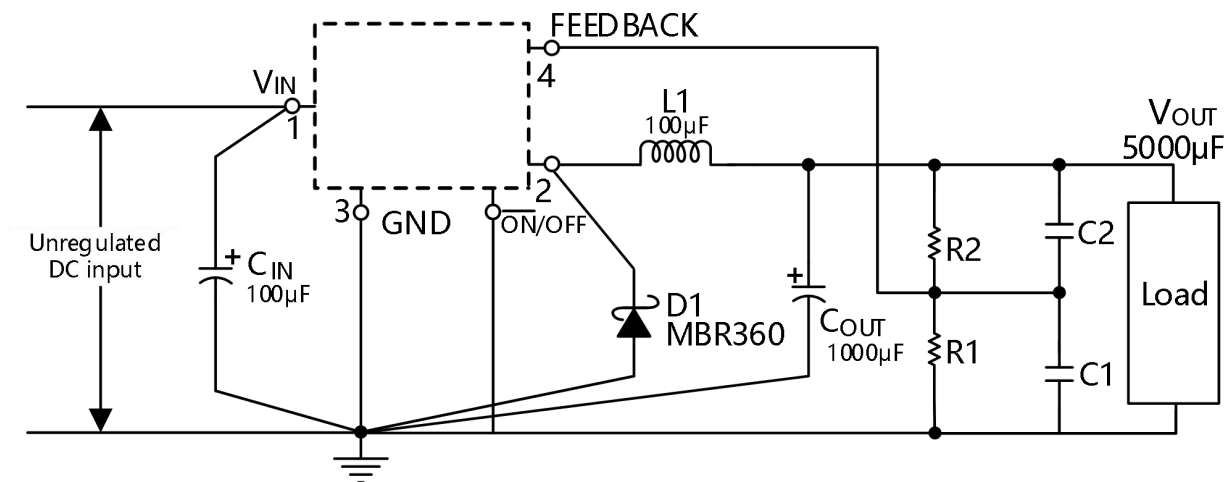 FEEDBACK
4
VIN
1
L1
100μF
VOUT
5000μF
2
3
GND
ON/OFF
Unregulated
DC input
+
CIN
100μF
D1
MBR360
+
COUT
1000μF
R2
C2
Load
R1
C1